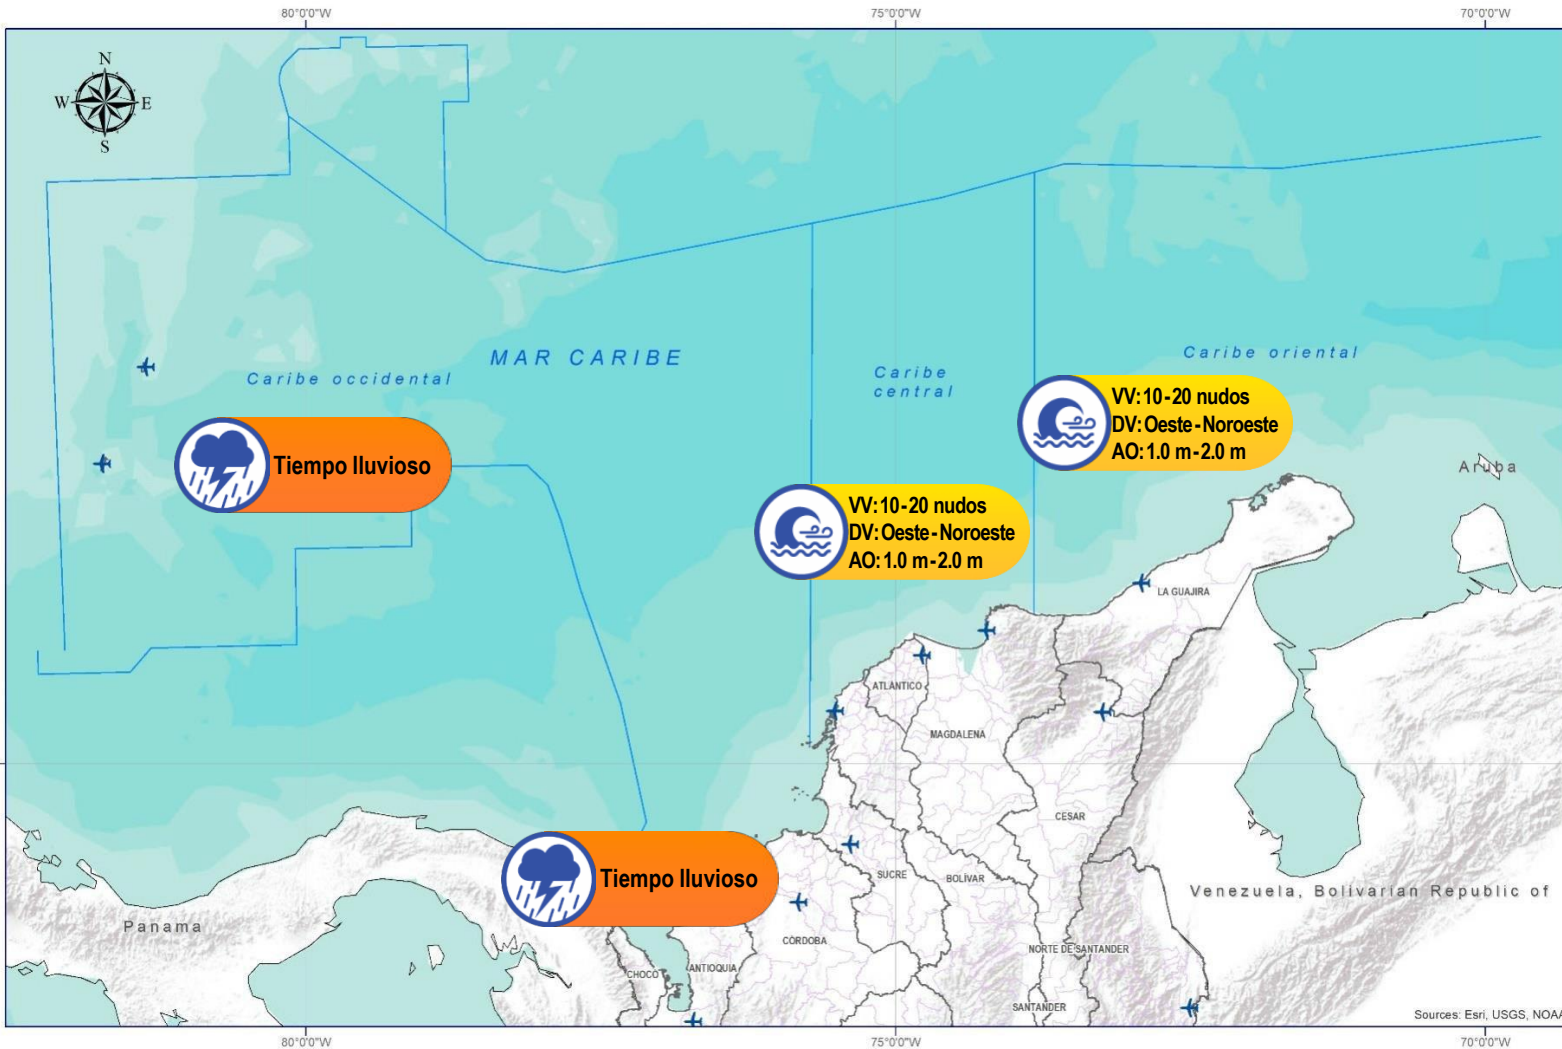 80°0'0"W
75°0'0"W
70°0'0"W
N
W
E
S
MAR CARIBE
Caribe occidental
Caribe
central
Caribe oriental
VV: 10 - 20 nudos
DV: Oeste - Noroeste
AO: 1.0 m - 2.0 m
Tiempo lluvioso
Aruba
VV: 10 - 20 nudos
DV: Oeste - Noroeste
AO: 1.0 m - 2.0 m
LA GUAJIRA
ATLANTICO
MAGDALENA
CESAR
Tiempo lluvioso
SUCRE
BOLÍVAR
Venezuela, Bolivarian Republic of
Panama
CÓRDOBA
NORTE DE SANTANDER
CHOCO
ANTIOQUIA
SANTANDER
Sources: Esri, USGS, NOAA
80°0'0"W
75°0'0"W
70°0'0"W